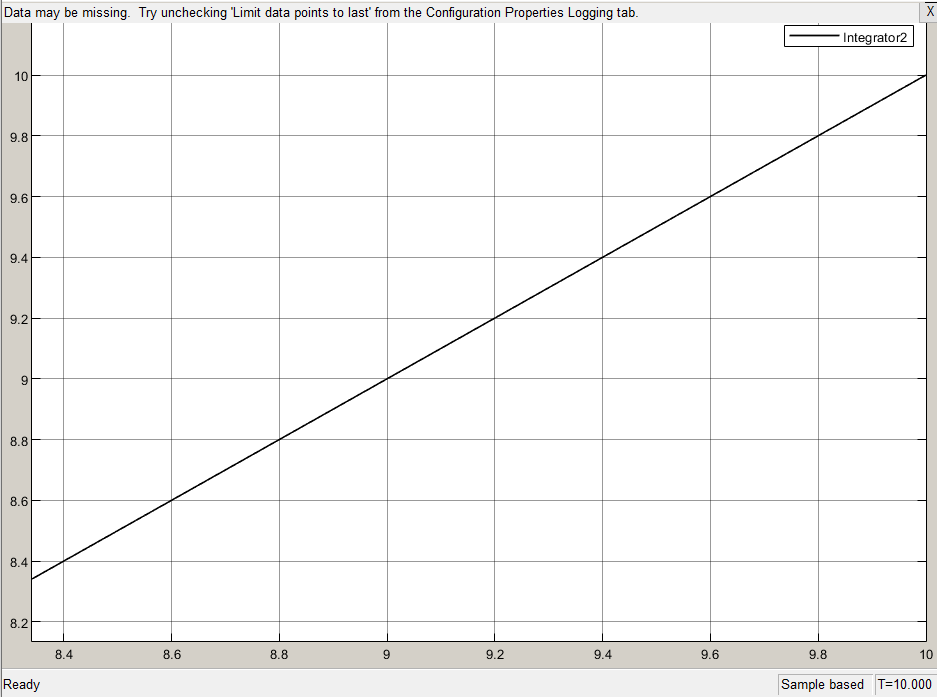 Data may be missing.  Try unchecking 'Limit data points to last' from the Configuration Properties Logging tab.
X
Integrator2
10
9.8
9.6
9.4
9.2
9
8.8
8.6
8.4
8.2
8.4 8.6 8.8 9 9.2 9.4 9.6 9.8 10
Ready Sample based T=10.000